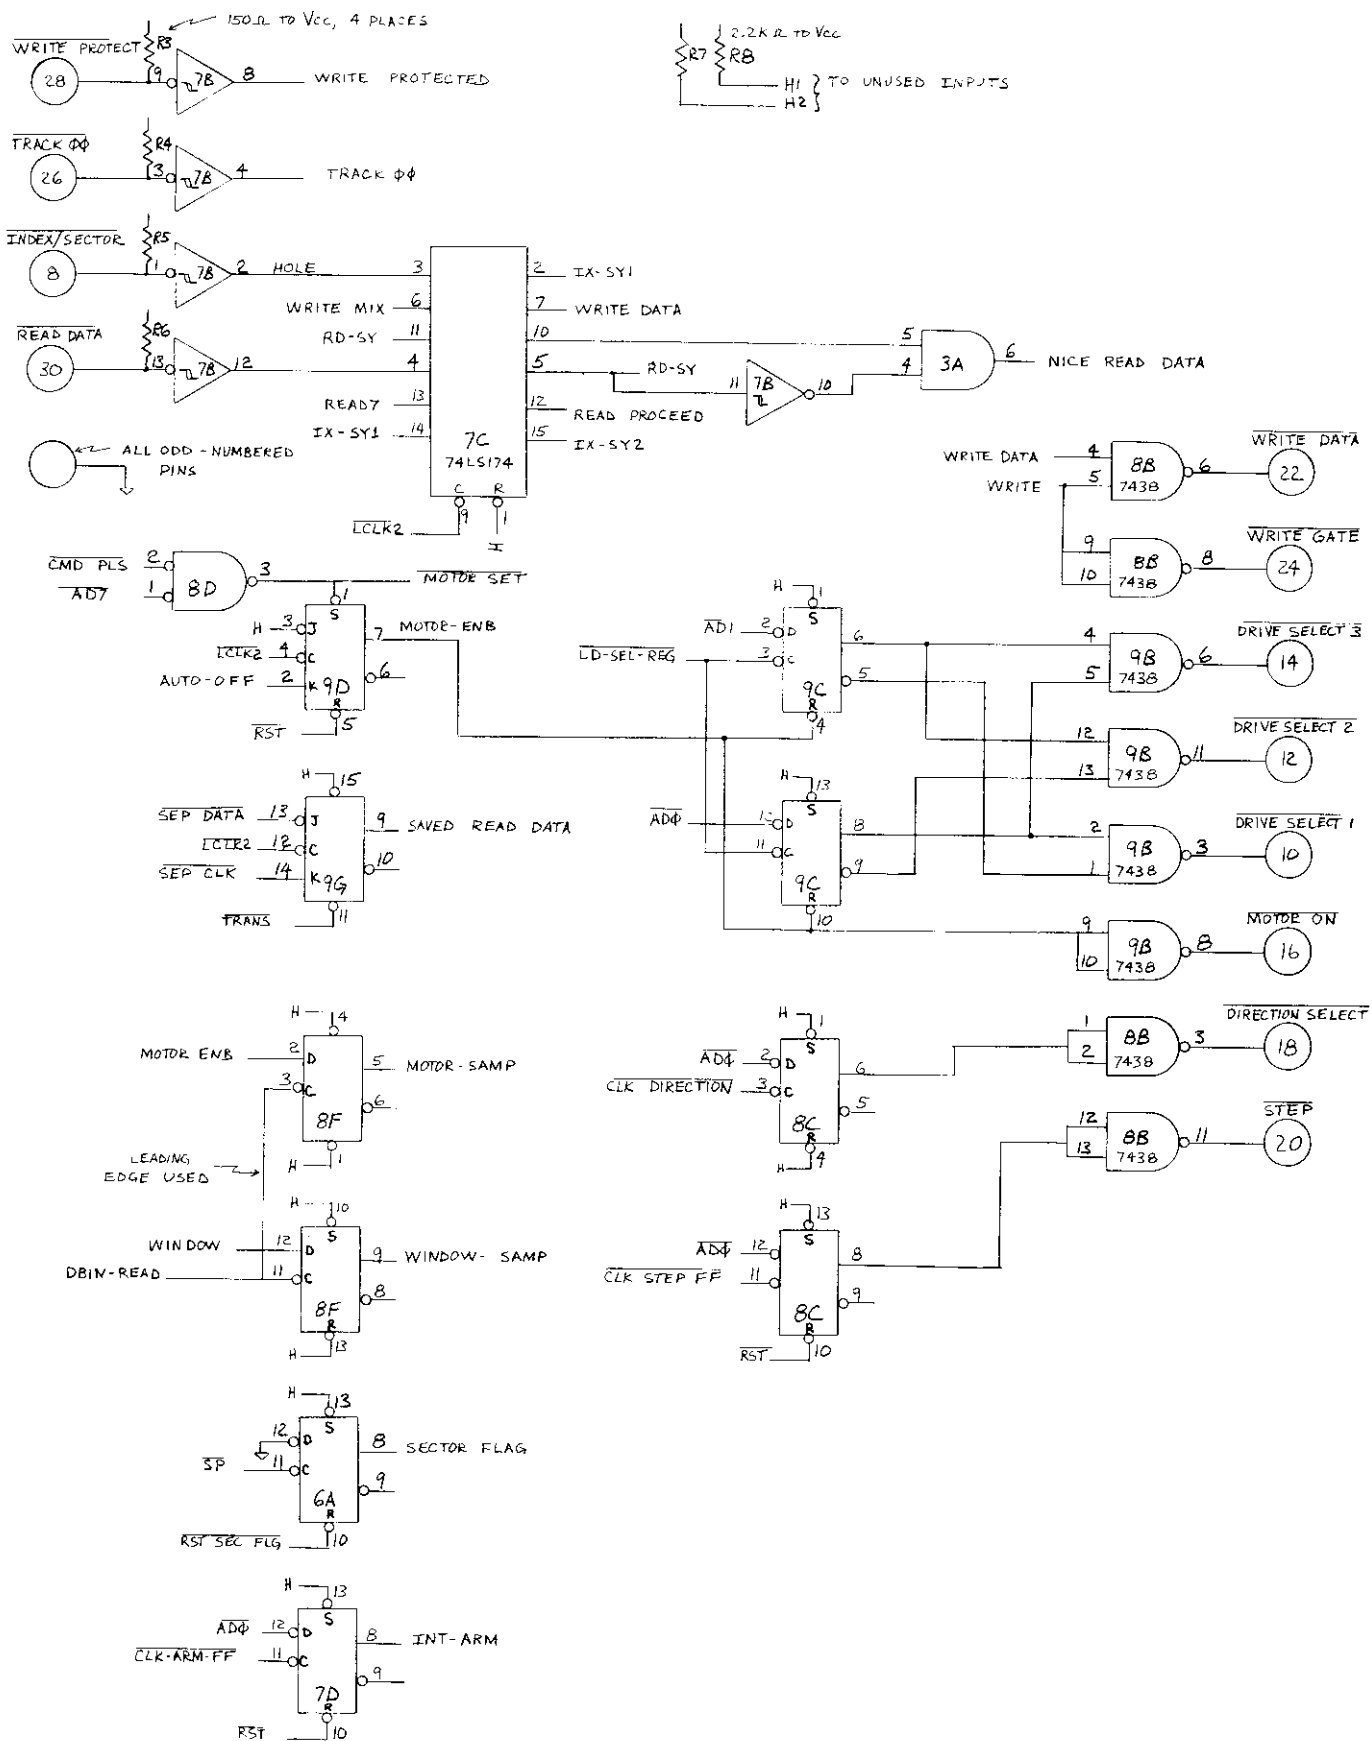 150Ω TO Vcc, 4 PLACES
WRITE PROTECT
R3
28
9
7B
8
WRITE PROTECTED
2.2K Ω TO Vcc
R7
R8
H1
H2
TO UNUSED INPUTS
TRACK ϕϕ
R4
26
3
7B
4
TRACK ϕϕ
INDEX/SECTOR
R5
8
1
7B
2
HOLE
3
2
IX-SY1
WRITE MIX
6
7
WRITE DATA
RD-SY
11
10
READ DATA
R6
30
13
7B
12
4
5
RD-SY
11
7B
10
5
4
3A
6
NICE READ DATA
READ7
13
12
READ PROCEED
IX-SY1
14
15
IX-SY2
7C
74LS174
C
R
9
1
LCLK2
H
ALL ODD-NUMBERED
PINS
WRITE DATA
4
WRITE
5
8B
7438
6
WRITE DATA
22
9
10
8B
7438
8
WRITE GATE
24
CMD PLS
2
AD7
1
8D
3
MOTOR SET
1
S
H
3
J
7
MOTOR-ENB
LCLK2
4
C
6
AUTO-OFF
2
K
9D
R
5
RST
H
1
S
AD1
2
D
6
LD-SEL-REG
3
C
5
9C
R
4
4
5
9B
7438
6
DRIVE SELECT 3
14
12
13
9B
7438
11
DRIVE SELECT 2
12
H
15
SEP DATA
13
J
9
SAVED READ DATA
LCTR2
12
C
10
SEP CLK
14
K
9G
11
TRANS
H
13
S
ADϕ
12
D
8
11
C
9
9C
R
10
2
1
9B
7438
3
DRIVE SELECT 1
10
9
10
9B
7438
8
MOTOR ON
16
H
4
MOTOR ENB
2
D
5
MOTOR-SAMP
3
C
6
8F
1
H
LEADING
EDGE USED
H
1
S
ADϕ
2
D
6
CLK DIRECTION
3
C
5
8C
R
4
H
1
2
8B
7438
3
DIRECTION SELECT
18
12
13
8B
7438
11
STEP
20
H
10
S
WINDOW
12
D
9
WINDOW-SAMP
DBIN-READ
11
C
8
8F
R
13
H
H
13
S
ADϕ
12
D
8
CLK STEP FF
11
C
9
8C
R
10
RST
H
13
S
12
D
8
SECTOR FLAG
SP
11
C
9
6A
R
10
RST SEC FLG
H
13
S
ADϕ
12
D
8
INT-ARM
CLK-ARM-FF
11
C
9
7D
R
10
RST